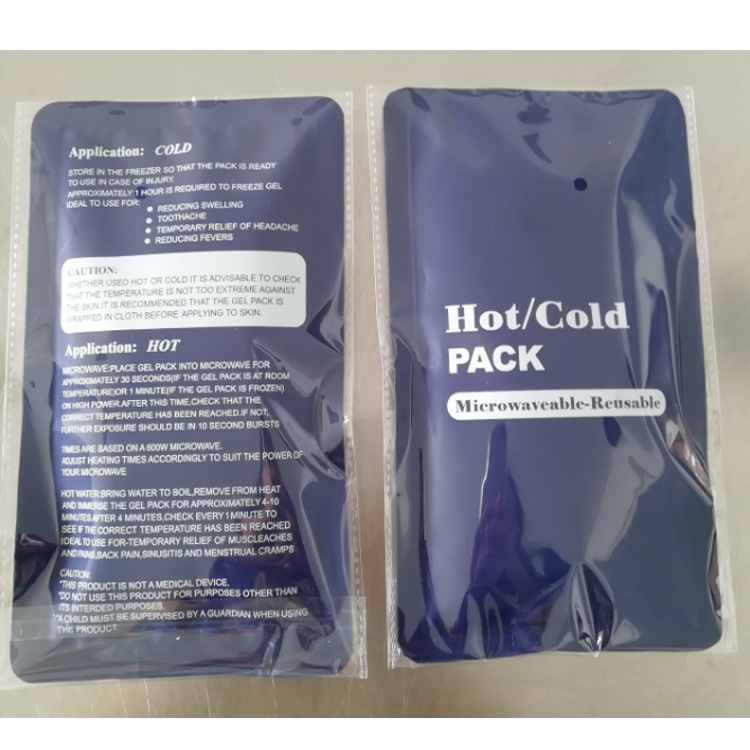 Application: COLD
STORE IN THE FREEZER SO THAT THE PACK IS READY
TO USE IN CASE OF INJURY.
APPROXIMATELY 1 HOUR IS REQUIRED TO FREEZE GEL
IDEAL TO USE FOR:
● REDUCING SWELLING
● TOOTHACHE
● TEMPORARY RELIEF OF HEADACHE
● REDUCING FEVERS
CAUTION:
WHETHER USED HOT OR COLD IT IS ADVISABLE TO CHECK
THAT THE TEMPERATURE IS NOT TOO EXTREME AGAINST
THE SKIN.IT IS RECOMMENDED THAT THE GEL PACK IS
WRAPPED IN CLOTH BEFORE APPLYING TO SKIN.
Application: HOT
MICROWAVE:PLACE GEL PACK INTO MICROWAVE FOR
APPROXIMATELY 30 SECONDS(IF THE GEL PACK IS AT ROOM
TEMPERATURE)OR 1 MINUTE(IF THE GEL PACK IS FROZEN)
ON HIGH POWER.AFTER THIS TIME,CHECK THAT THE
CORRECT TEMPERATURE HAS BEEN REACHED.IF NOT,
FURTHER EXPOSURE SHOULD BE IN 10 SECOND BURSTS
TIMES ARE BASED ON A 600W MICROWAVE.
ADJUST HEATING TIMES ACCORDINGLY TO SUIT THE POWER OF
YOUR MICROWAVE
HOT WATER:BRING WATER TO BOIL,REMOVE FROM HEAT
AND IMMERSE THE GEL PACK FOR APPROXIMATELY 4-10
MINUTES AFTER 4 MINUTES,CHECK EVERY 1 MINUTE TO
SEE IF THE CORRECT TEMPERATURE HAS BEEN REACHED
IDEAL TO USE FOR-TEMPORARY RELIEF OF MUSCLEACHES
AND PAINS,BACK PAIN,SINUSITIS AND MENSTRUAL CRAMPS
CAUTION:
*THIS PRODUCT IS NOT A MEDICAL DEVICE.
*DO NOT USE THIS PRODUCT FOR PURPOSES OTHER THAN
ITS INTERDED PURPOSES.
*A CHILD MUST BE SUPERVISED BY A GUARDIAN WHEN USING
THE PRODUCT.
Hot/Cold
PACK
Microwaveable-Reusable